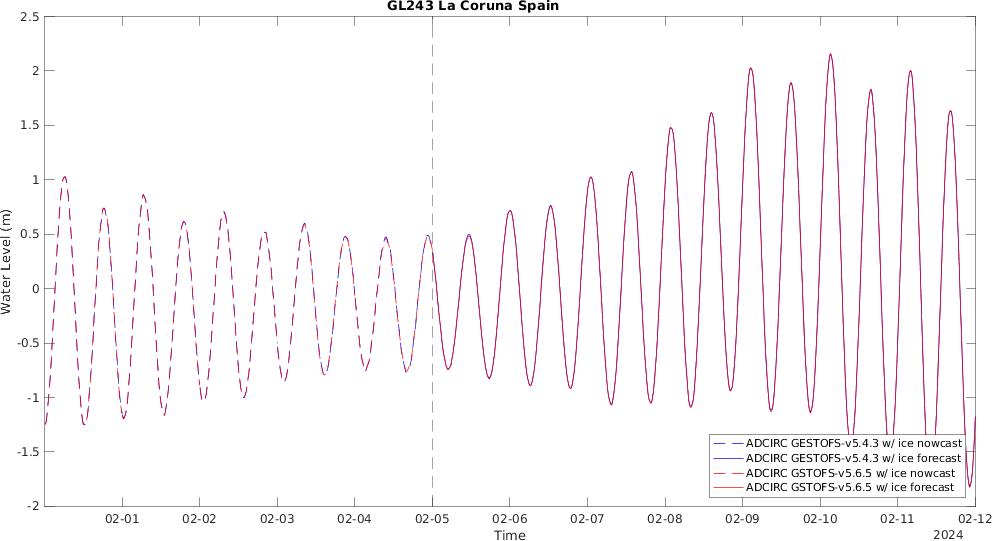 GL243 La Coruna Spain
2.5
2
1.5
1
0.5
0
-0.5
-1
-1.5
-2
Water Level (m)
ADCIRC GESTOFS-v5.4.3 w/ ice nowcast
ADCIRC GESTOFS-v5.4.3 w/ ice forecast
ADCIRC GSTOFS-v5.6.5 w/ ice nowcast
ADCIRC GSTOFS-v5.6.5 w/ ice forecast
02-01 02-02 02-03 02-04 02-05 02-06 02-07 02-08 02-09 02-10 02-11 02-12
Time
2024